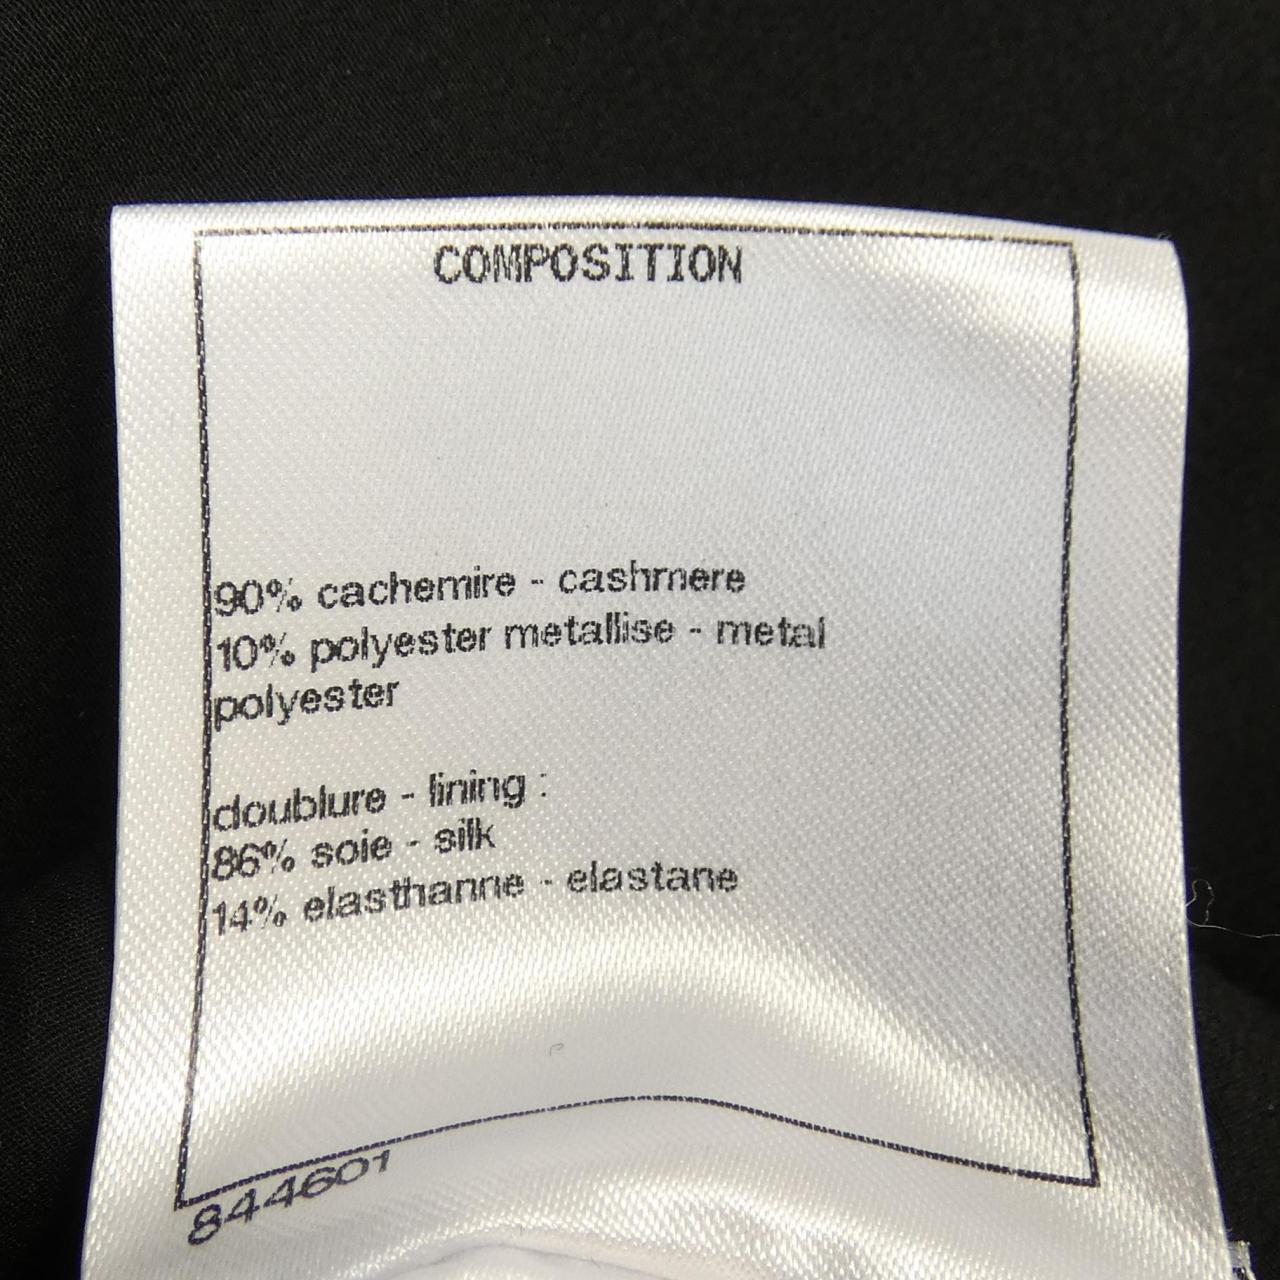 COMPOSITION
90% cachemire - cashmere
10% polyester metallise - metal
polyester
doublure - lining :
86% soie - silk
14% elasthanne - elastane
844601